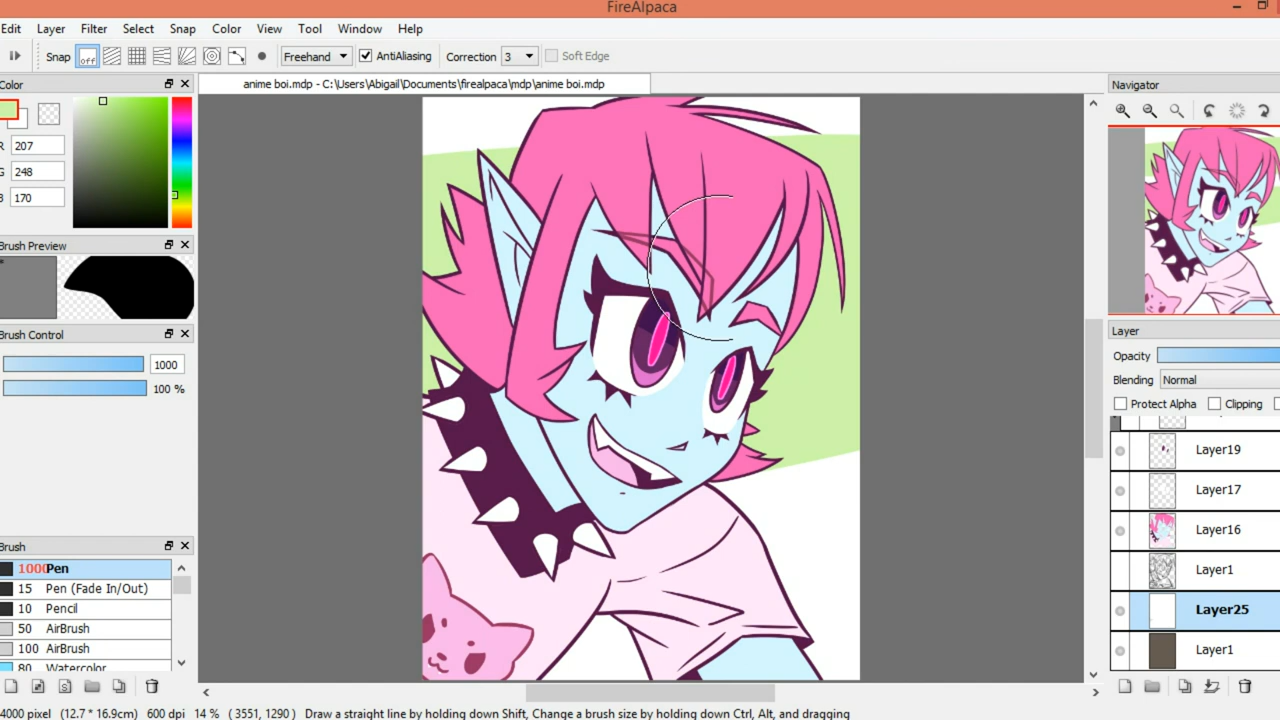 FireAlpaca
Edit Layer Filter Select Snap Color View Tool Window Help
Snap off Freehand AntiAliasing Correction 3 Soft Edge
Color
anime boi.mdp - C:\Users\Abigail\Documents\firealpaca\mdp\anime boi.mdp
Navigator
R 207
G 248
B 170
Brush Preview
Brush Control
1000
100 %
Layer
Opacity
Blending Normal
Protect Alpha Clipping
Layer19
Layer17
Layer16
Layer1
Layer25
Layer1
Brush
1000 Pen
15 Pen (Fade In/Out)
10 Pencil
50 AirBrush
100 AirBrush
80 Watercolor
4000 pixel (12.7 * 16.9cm) 600 dpi 14 % ( 3551, 1290 ) Draw a straight line by holding down Shift, Change a brush size by holding down Ctrl, Alt, and dragging